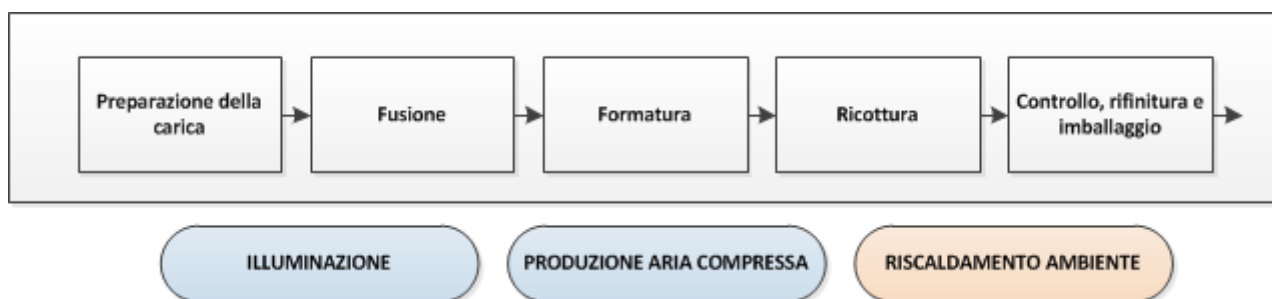 Preparazione della
carica
Fusione
Formatura
Ricottura
Controllo, rifinitura e
imballaggio
ILLUMINAZIONE
PRODUZIONE ARIA COMPRESSA
RISCALDAMENTO AMBIENTE